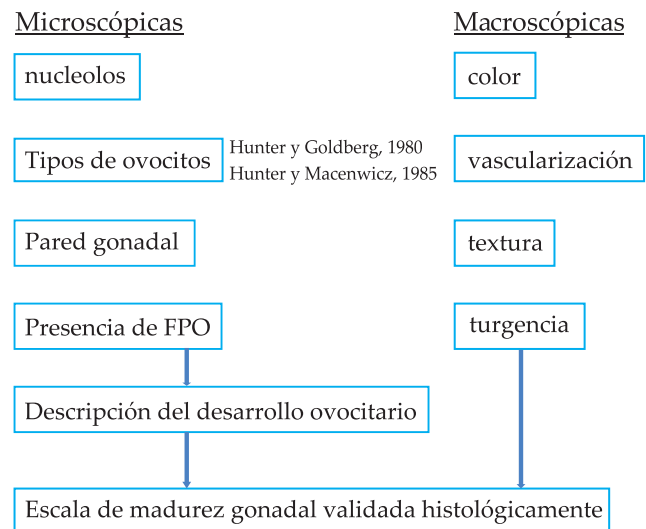 Microscópicas
Macroscópicas
nucleolos
color
Tipos de ovocitos
Hunter y Goldberg, 1980
Hunter y Macenwicz, 1985
vascularización
Pared gonadal
textura
Presencia de FPO
turgencia
Descripción del desarrollo ovocitario
Escala de madurez gonadal validada histológicamente